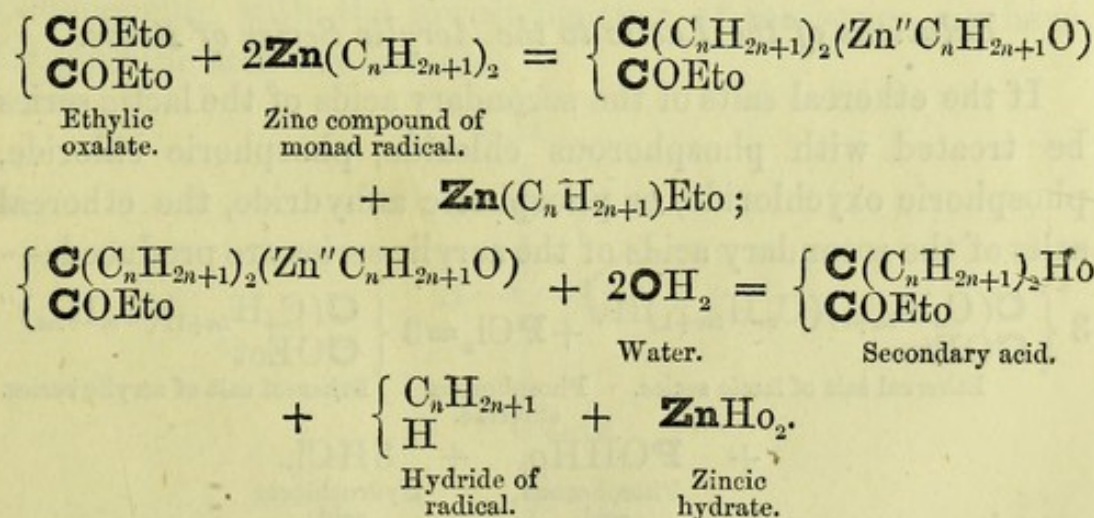 { COEto + 2Zn(CₙH₂ₙ₊₁)₂ = { C(CₙH₂ₙ₊₁)₂(Zn″CₙH₂ₙ₊₁O)
{ COEto { COEto
Ethylic Zinc compound of
oxalate. monad radical.
+ Zn(CₙH₂ₙ₊₁)Eto;
{ C(CₙH₂ₙ₊₁)₂(Zn″CₙH₂ₙ₊₁O) + 2OH₂ = { C(CₙH₂ₙ₊₁)₂Ho
{ COEto { COEto
Water. Secondary acid.
+ { CₙH₂ₙ₊₁ + ZnHo₂.
{ H
Hydride of Zincic
radical. hydrate.